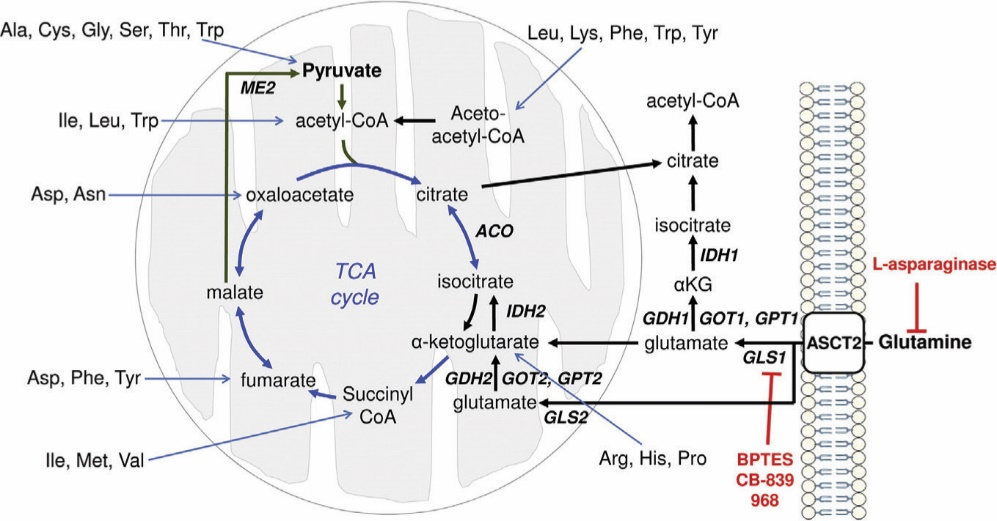 Ala, Cys, Gly, Ser, Thr, Trp
Leu, Lys, Phe, Trp, Tyr
Pyruvate
ME2
acetyl-CoA
Ile, Leu, Trp
acetyl-CoA
Aceto-
acetyl-CoA
citrate
Asp, Asn
oxaloacetate
citrate
ACO
isocitrate
IDH1
L-asparaginase
TCA
cycle
isocitrate
αKG
malate
IDH2
GDH1
GOT1, GPT1
α-ketoglutarate
glutamate
ASCT2
Glutamine
GLS1
Asp, Phe, Tyr
fumarate
GDH2
GOT2, GPT2
Succinyl
CoA
glutamate
GLS2
Ile, Met, Val
Arg, His, Pro
BPTES
CB-839
968